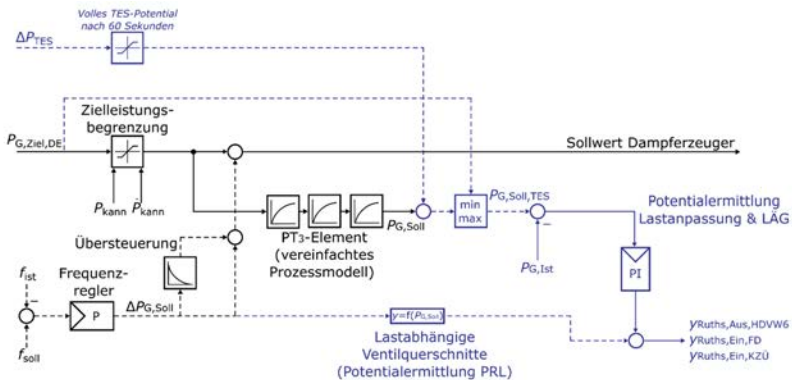 Volles TES-Potential
nach 60 Sekunden
ΔP_TES
Zielleistungs-
begrenzung
P_G,Ziel,DE
Sollwert Dampferzeuger
P_kann Ṗ_kann
P_G,Soll
min
max
P_G,Soll,TES
Potentialermittlung
Lastanpassung & LÄG
PT₃-Element
(vereinfachtes
Prozessmodell)
Übersteuerung
P_G,Ist
PI
f_ist
Frequenz-
regler
P
ΔP_G,Soll
f_soll
y=f(P_G,Soll)
Lastabhängige
Ventilquerschnitte
(Potentialermittlung PRL)
y_Ruths,Aus,HDVW6
y_Ruths,Ein,FD
y_Ruths,Ein,KZÜ